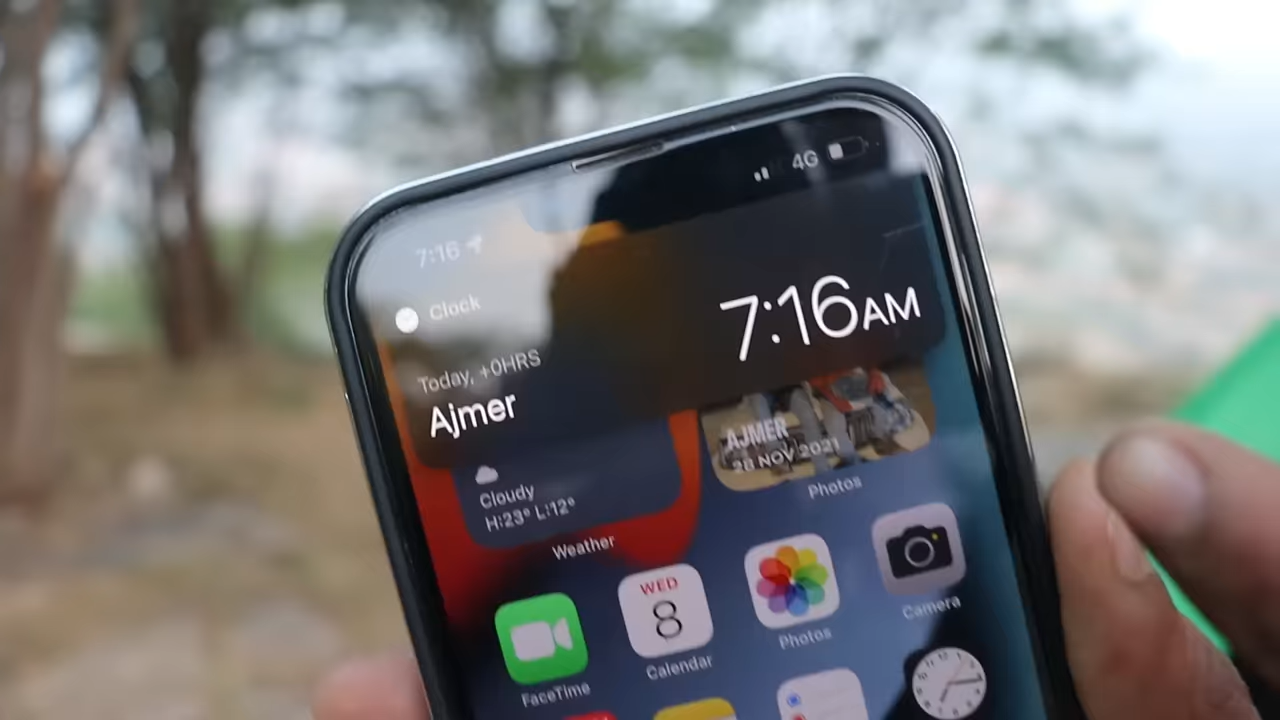 4G
7:16
Clock
7:16AM
Today, +0HRS
Ajmer
AJMER
28 NOV 2021
Cloudy
H:23° L:12°
Photos
Weather
WED
8
FaceTime
Calendar
Photos
Camera